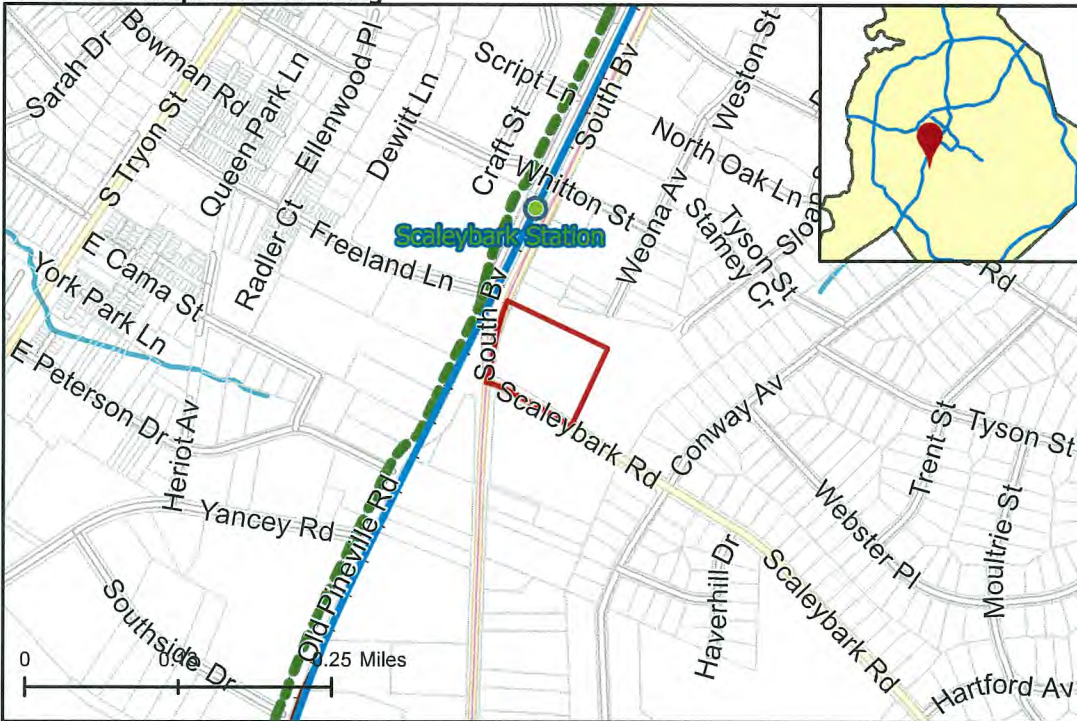 Sarah Dr
Bowman Rd
S Tryon St
Queen Park Ln
Ellenwood Pl
Dewitt Ln
Script Ln
Craft St
South Bv
Weston St
North Oak Ln
Whitton St
Scaleybark Station
Weeona Av
Stamey Cr
Tyson St
Rd
Freeland Ln
Radler Ct
E Cama St
York Park Ln
E Peterson Dr
South Bv
Scaleybark Rd
Conway Av
Trent St
Tyson St
Heriot Av
Yancey Rd
Old Pineville Rd
Webster Pl
Moultrie St
Haverhill Dr
Scaleybark Rd
Southside Dr
Hartford Av
0
0.25 Miles